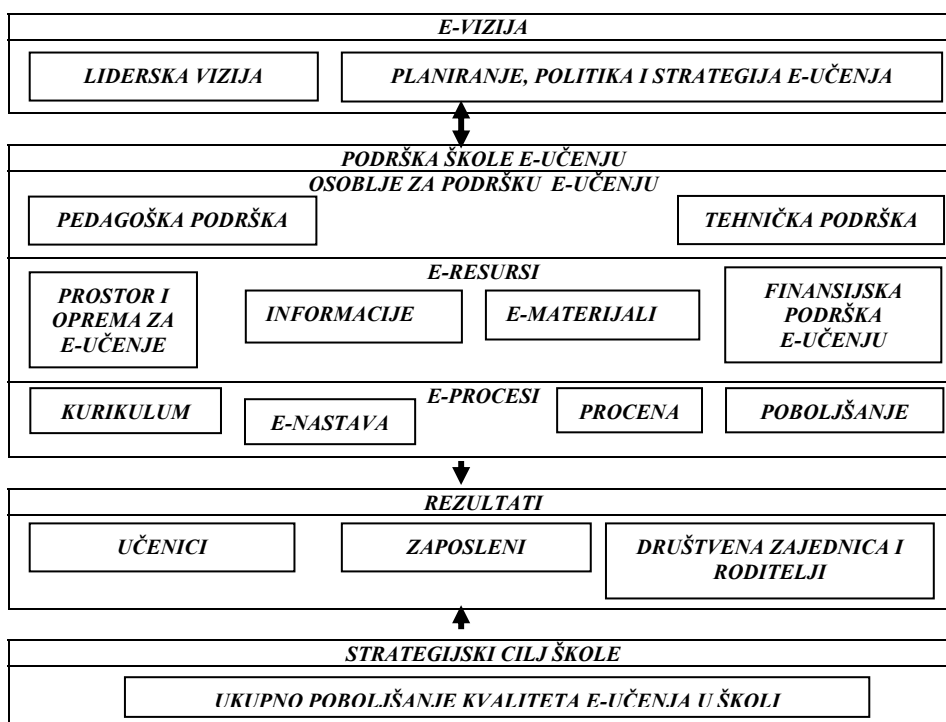 E-VIZIJA
LIDERSKA VIZIJA
PLANIRANJE, POLITIKA I STRATEGIJA E-UČENJA
PODRŠKA ŠKOLE E-UČENJU
OSOBLJE ZA PODRŠKU E-UČENJU
PEDAGOŠKA PODRŠKA
TEHNIČKA PODRŠKA
E-RESURSI
PROSTOR I
OPREMA ZA
E-UČENJE
INFORMACIJE
E-MATERIJALI
FINANSIJSKA
PODRŠKA
E-UČENJU
E-PROCESI
KURIKULUM
E-NASTAVA
PROCENA
POBOLJŠANJE
REZULTATI
UČENICI
ZAPOSLENI
DRUŠTVENA ZAJEDNICA I
RODITELJI
STRATEGIJSKI CILJ ŠKOLE
UKUPNO POBOLJŠANJE KVALITETA E-UČENJA U ŠKOLI